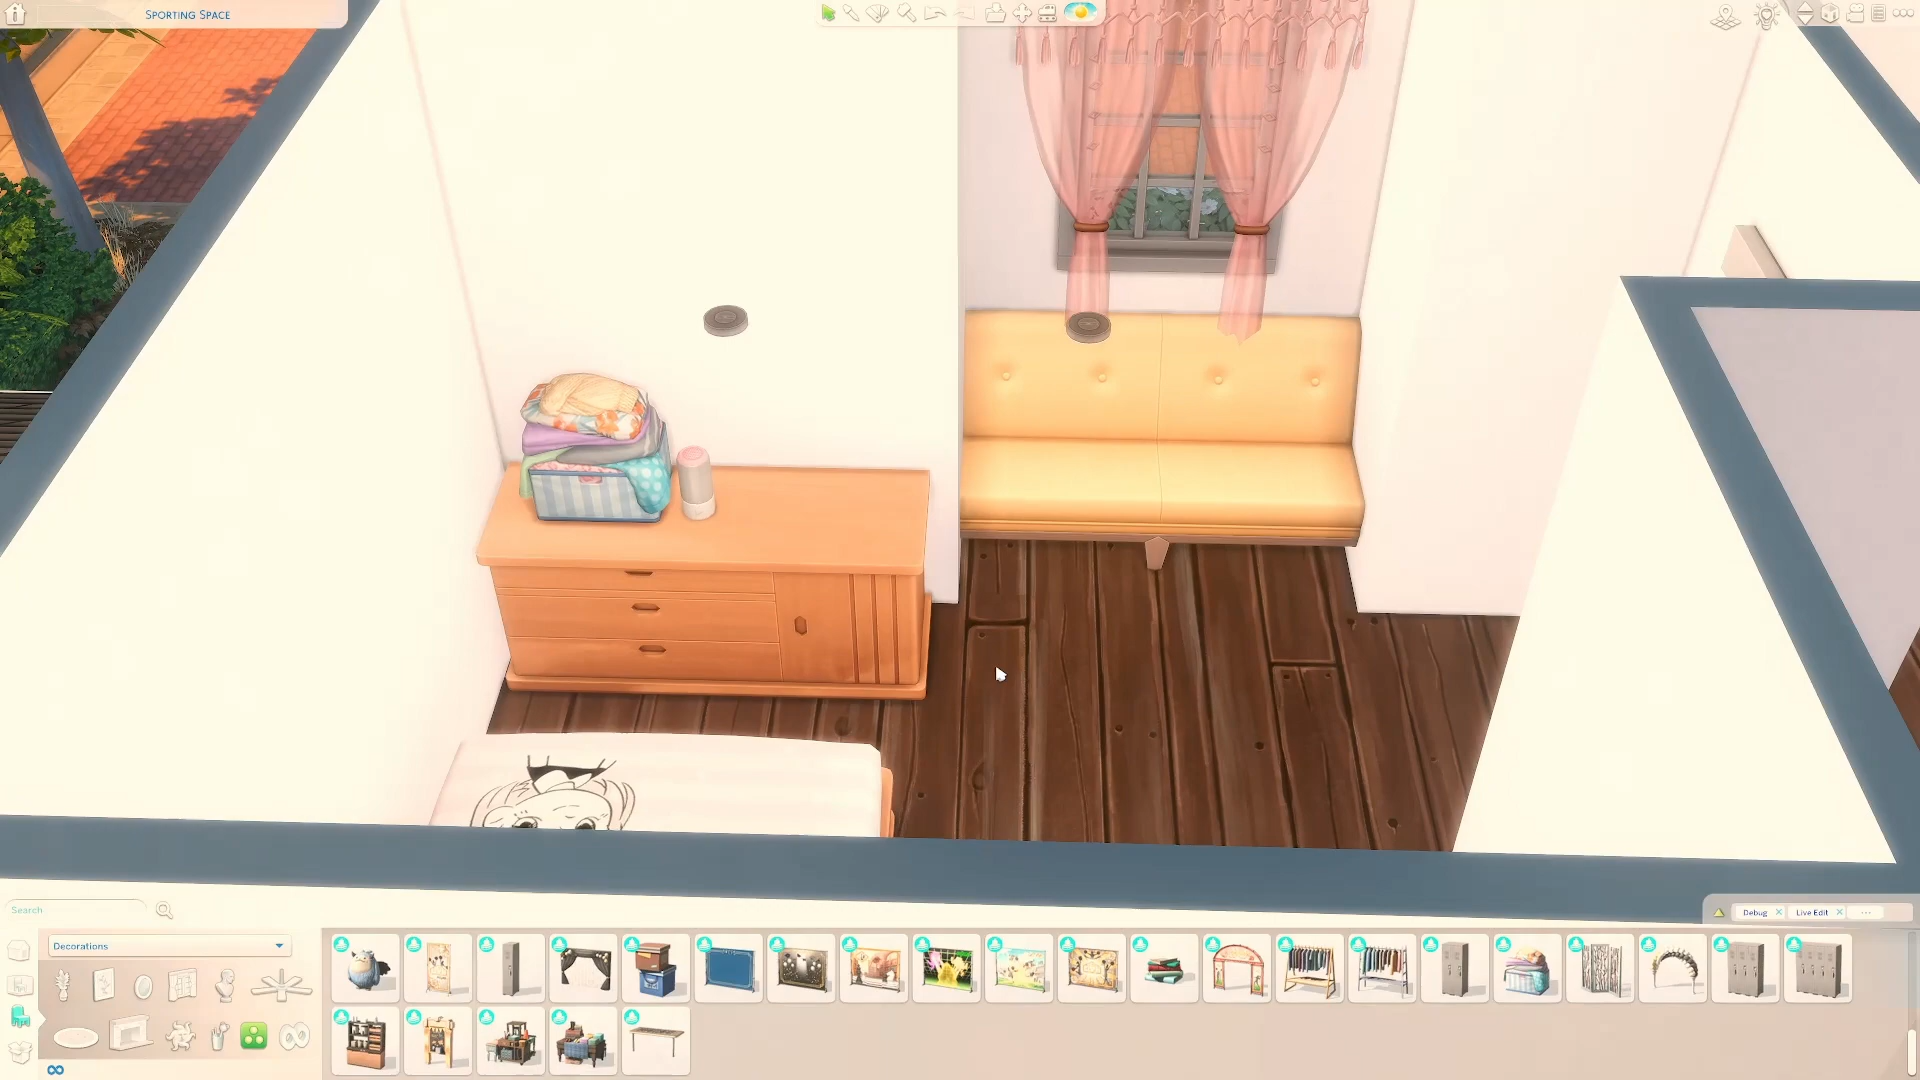 SPORTING SPACE
Search
Debug
Live Edit
Decorations